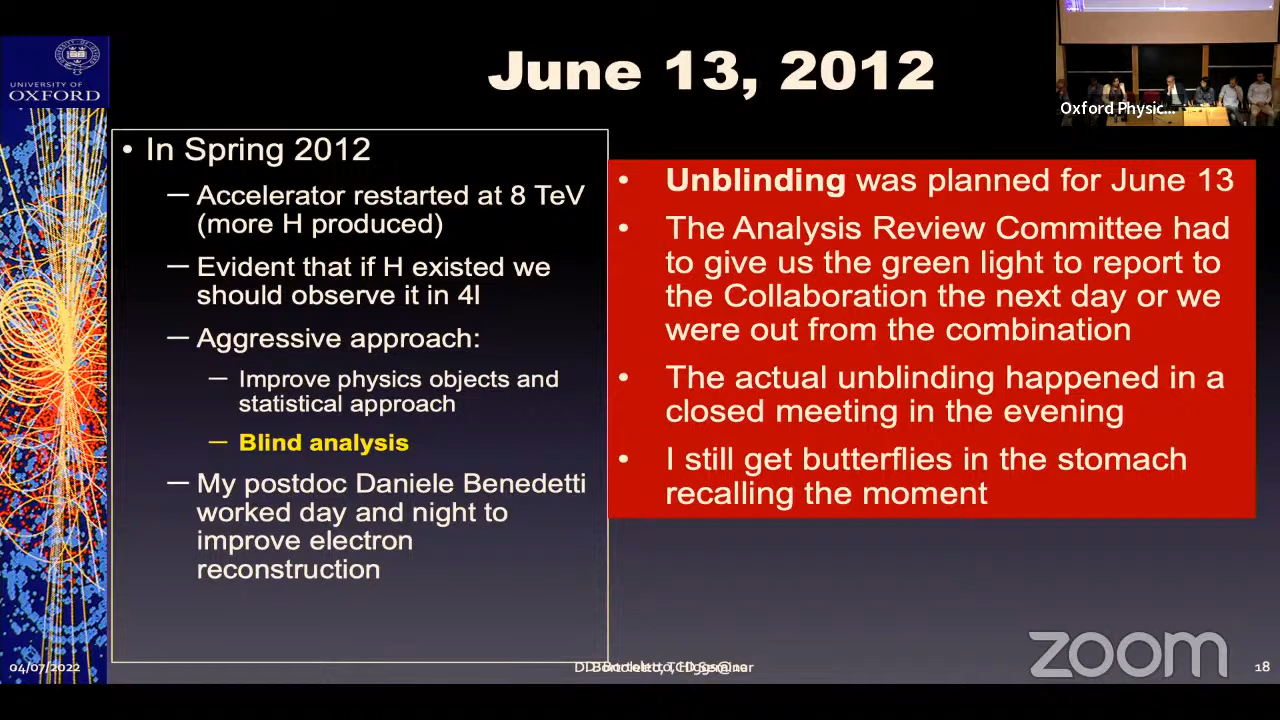 June 13, 2012
UNIVERSITY OF
OXFORD
Oxford Physic...
• In Spring 2012
– Accelerator restarted at 8 TeV
(more H produced)
– Evident that if H existed we
should observe it in 4l
– Aggressive approach:
– Improve physics objects and
statistical approach
– Blind analysis
– My postdoc Daniele Benedetti
worked day and night to
improve electron
reconstruction
• Unblinding was planned for June 13
• The Analysis Review Committee had
to give us the green light to report to
the Collaboration the next day or we
were out from the combination
• The actual unblinding happened in a
closed meeting in the evening
• I still get butterflies in the stomach
recalling the moment
zoom
04/07/2022
18